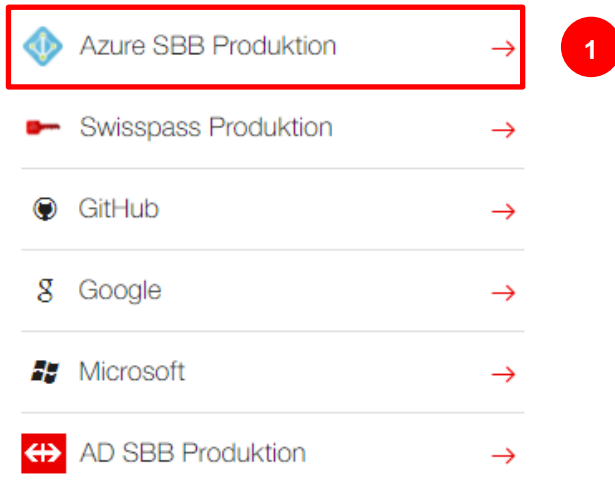 Azure SBB Produktion
1
Swisspass Produktion
GitHub
Google
Microsoft
AD SBB Produktion